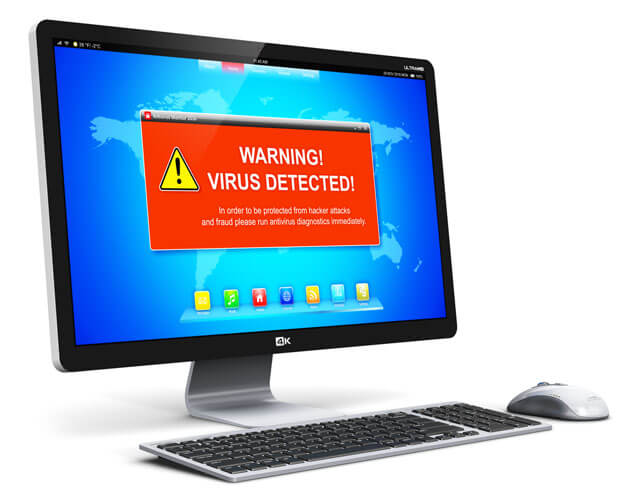 WARNING!
VIRUS DETECTED!
In order to be protected from hacker attacks
and fraud please run antivirus diagnostics immediately.
4K